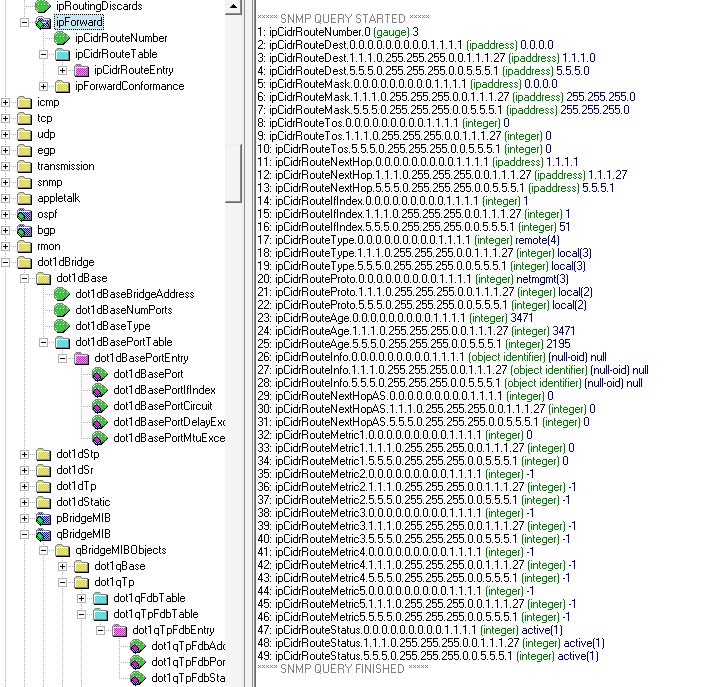 ipRoutingDiscards
ipForward
ipCidrRouteNumber
ipCidrRouteTable
ipCidrRouteEntry
ipForwardConformance
icmp
tcp
udp
egp
transmission
snmp
appletalk
ospf
bgp
rmon
dot1dBridge
dot1dBase
dot1dBaseBridgeAddress
dot1dBaseNumPorts
dot1dBaseType
dot1dBasePortTable
dot1dBasePortEntry
dot1dBasePort
dot1dBasePortIfIndex
dot1dBasePortCircuit
dot1dBasePortDelayExc
dot1dBasePortMtuExce
dot1dStp
dot1dSr
dot1dTp
dot1dStatic
pBridgeMIB
qBridgeMIB
qBridgeMIBObjects
dot1qBase
dot1qTp
dot1qFdbTable
dot1qTpFdbTable
dot1qTpFdbEntry
dot1qTpFdbAdd
dot1qTpFdbPor
dot1qTpFdbSta
***** SNMP QUERY STARTED *****
1: ipCidrRouteNumber.0 (gauge) 3
2: ipCidrRouteDest.0.0.0.0.0.0.0.0.0.1.1.1.1 (ipaddress) 0.0.0.0
3: ipCidrRouteDest.1.1.1.0.255.255.255.0.0.1.1.1.27 (ipaddress) 1.1.1.0
4: ipCidrRouteDest.5.5.5.0.255.255.255.0.0.5.5.5.1 (ipaddress) 5.5.5.0
5: ipCidrRouteMask.0.0.0.0.0.0.0.0.0.1.1.1.1 (ipaddress) 0.0.0.0
6: ipCidrRouteMask.1.1.1.0.255.255.255.0.0.1.1.1.27 (ipaddress) 255.255.255.0
7: ipCidrRouteMask.5.5.5.0.255.255.255.0.0.5.5.5.1 (ipaddress) 255.255.255.0
8: ipCidrRouteTos.0.0.0.0.0.0.0.0.0.1.1.1.1 (integer) 0
9: ipCidrRouteTos.1.1.1.0.255.255.255.0.0.1.1.1.27 (integer) 0
10: ipCidrRouteTos.5.5.5.0.255.255.255.0.0.5.5.5.1 (integer) 0
11: ipCidrRouteNextHop.0.0.0.0.0.0.0.0.0.1.1.1.1 (ipaddress) 1.1.1.1
12: ipCidrRouteNextHop.1.1.1.0.255.255.255.0.0.1.1.1.27 (ipaddress) 1.1.1.27
13: ipCidrRouteNextHop.5.5.5.0.255.255.255.0.0.5.5.5.1 (ipaddress) 5.5.5.1
14: ipCidrRouteIfIndex.0.0.0.0.0.0.0.0.0.1.1.1.1 (integer) 1
15: ipCidrRouteIfIndex.1.1.1.0.255.255.255.0.0.1.1.1.27 (integer) 1
16: ipCidrRouteIfIndex.5.5.5.0.255.255.255.0.0.5.5.5.1 (integer) 51
17: ipCidrRouteType.0.0.0.0.0.0.0.0.0.1.1.1.1 (integer) remote(4)
18: ipCidrRouteType.1.1.1.0.255.255.255.0.0.1.1.1.27 (integer) local(3)
19: ipCidrRouteType.5.5.5.0.255.255.255.0.0.5.5.5.1 (integer) local(3)
20: ipCidrRouteProto.0.0.0.0.0.0.0.0.0.1.1.1.1 (integer) netmgmt(3)
21: ipCidrRouteProto.1.1.1.0.255.255.255.0.0.1.1.1.27 (integer) local(2)
22: ipCidrRouteProto.5.5.5.0.255.255.255.0.0.5.5.5.1 (integer) local(2)
23: ipCidrRouteAge.0.0.0.0.0.0.0.0.0.1.1.1.1 (integer) 3471
24: ipCidrRouteAge.1.1.1.0.255.255.255.0.0.1.1.1.27 (integer) 3471
25: ipCidrRouteAge.5.5.5.0.255.255.255.0.0.5.5.5.1 (integer) 2195
26: ipCidrRouteInfo.0.0.0.0.0.0.0.0.0.1.1.1.1 (object identifier) (null-oid) null
27: ipCidrRouteInfo.1.1.1.0.255.255.255.0.0.1.1.1.27 (object identifier) (null-oid) null
28: ipCidrRouteInfo.5.5.5.0.255.255.255.0.0.5.5.5.1 (object identifier) (null-oid) null
29: ipCidrRouteNextHopAS.0.0.0.0.0.0.0.0.0.1.1.1.1 (integer) 0
30: ipCidrRouteNextHopAS.1.1.1.0.255.255.255.0.0.1.1.1.27 (integer) 0
31: ipCidrRouteNextHopAS.5.5.5.0.255.255.255.0.0.5.5.5.1 (integer) 0
32: ipCidrRouteMetric1.0.0.0.0.0.0.0.0.0.1.1.1.1 (integer) 0
33: ipCidrRouteMetric1.1.1.1.0.255.255.255.0.0.1.1.1.27 (integer) 0
34: ipCidrRouteMetric1.5.5.5.0.255.255.255.0.0.5.5.5.1 (integer) 0
35: ipCidrRouteMetric2.0.0.0.0.0.0.0.0.0.1.1.1.1 (integer) -1
36: ipCidrRouteMetric2.1.1.1.0.255.255.255.0.0.1.1.1.27 (integer) -1
37: ipCidrRouteMetric2.5.5.5.0.255.255.255.0.0.5.5.5.1 (integer) -1
38: ipCidrRouteMetric3.0.0.0.0.0.0.0.0.0.1.1.1.1 (integer) -1
39: ipCidrRouteMetric3.1.1.1.0.255.255.255.0.0.1.1.1.27 (integer) -1
40: ipCidrRouteMetric3.5.5.5.0.255.255.255.0.0.5.5.5.1 (integer) -1
41: ipCidrRouteMetric4.0.0.0.0.0.0.0.0.0.1.1.1.1 (integer) -1
42: ipCidrRouteMetric4.1.1.1.0.255.255.255.0.0.1.1.1.27 (integer) -1
43: ipCidrRouteMetric4.5.5.5.0.255.255.255.0.0.5.5.5.1 (integer) -1
44: ipCidrRouteMetric5.0.0.0.0.0.0.0.0.0.1.1.1.1 (integer) -1
45: ipCidrRouteMetric5.1.1.1.0.255.255.255.0.0.1.1.1.27 (integer) -1
46: ipCidrRouteMetric5.5.5.5.0.255.255.255.0.0.5.5.5.1 (integer) -1
47: ipCidrRouteStatus.0.0.0.0.0.0.0.0.0.1.1.1.1 (integer) active(1)
48: ipCidrRouteStatus.1.1.1.0.255.255.255.0.0.1.1.1.27 (integer) active(1)
49: ipCidrRouteStatus.5.5.5.0.255.255.255.0.0.5.5.5.1 (integer) active(1)
***** SNMP QUERY FINISHED *****